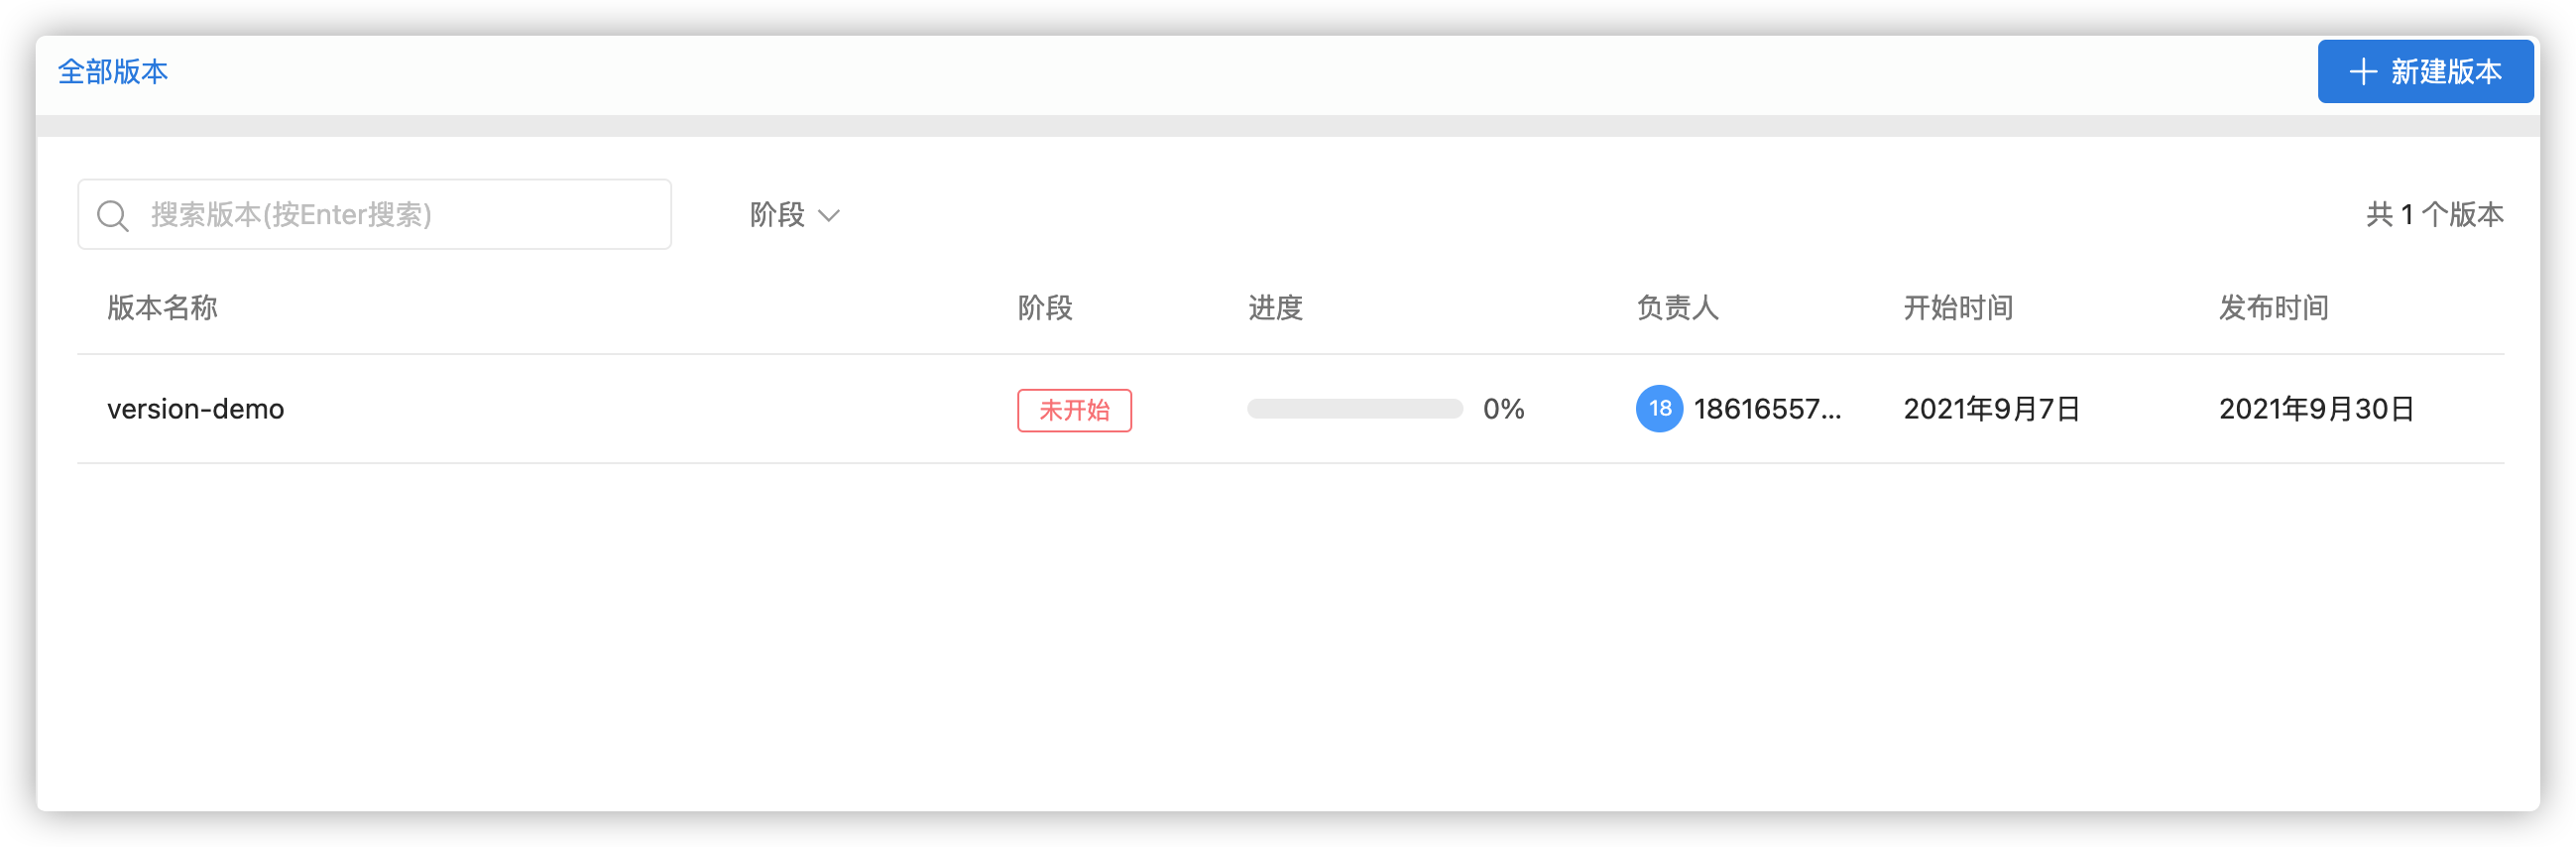 全部版本
新建版本
搜索版本(按Enter搜索)
阶段
共 1 个版本
版本名称 阶段 进度 负责人 开始时间 发布时间
version-demo 未开始 0% 18 18616557... 2021年9月7日 2021年9月30日